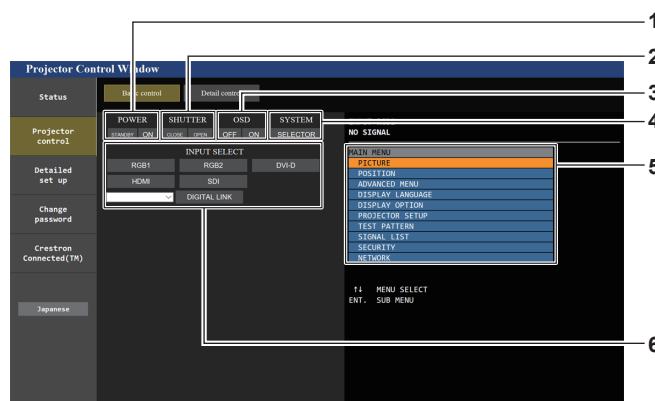 1
2
3
4
5
6
Projector Control Window
Status
Projector
control
Detailed
set up
Change
password
Crestron
Connected(TM)
Japanese
Basic control
Detail control
POWER
STANDBY ON
SHUTTER
CLOSE OPEN
OSD
OFF ON
SYSTEM
SELECTOR
INPUT SELECT
RGB1 RGB2 DVI-D
HDMI SDI
DIGITAL LINK
NO SIGNAL
MAIN MENU
PICTURE
POSITION
ADVANCED MENU
DISPLAY LANGUAGE
DISPLAY OPTION
PROJECTOR SETUP
TEST PATTERN
SIGNAL LIST
SECURITY
NETWORK
↑↓ MENU SELECT
ENT. SUB MENU